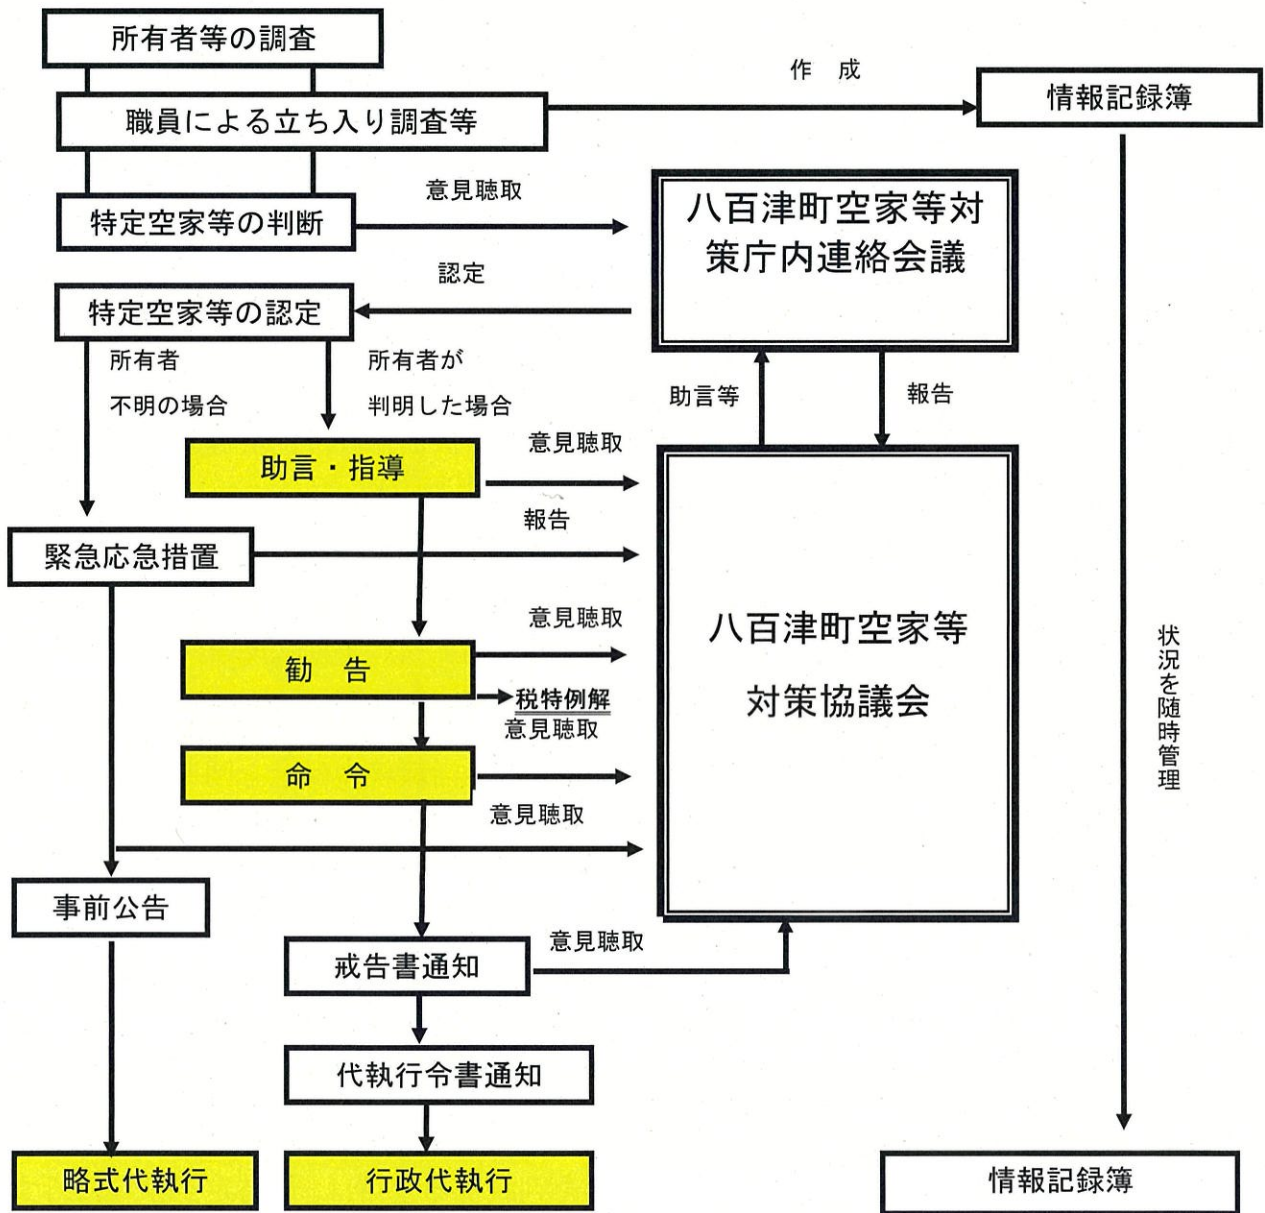 所有者等の調査
作 成
情報記録簿
職員による立ち入り調査等
意見聴取
特定空家等の判断
八百津町空家等対
策庁内連絡会議
認定
特定空家等の認定
所有者
不明の場合
所有者が
判明した場合
助言等
報告
助言・指導
意見聴取
報告
緊急応急措置
意見聴取
勧 告
税特例解
意見聴取
八百津町空家等
対策協議会
状況を随時管理
命 令
意見聴取
事前公告
戒告書通知
意見聴取
代執行令書通知
略式代執行
行政代執行
情報記録簿